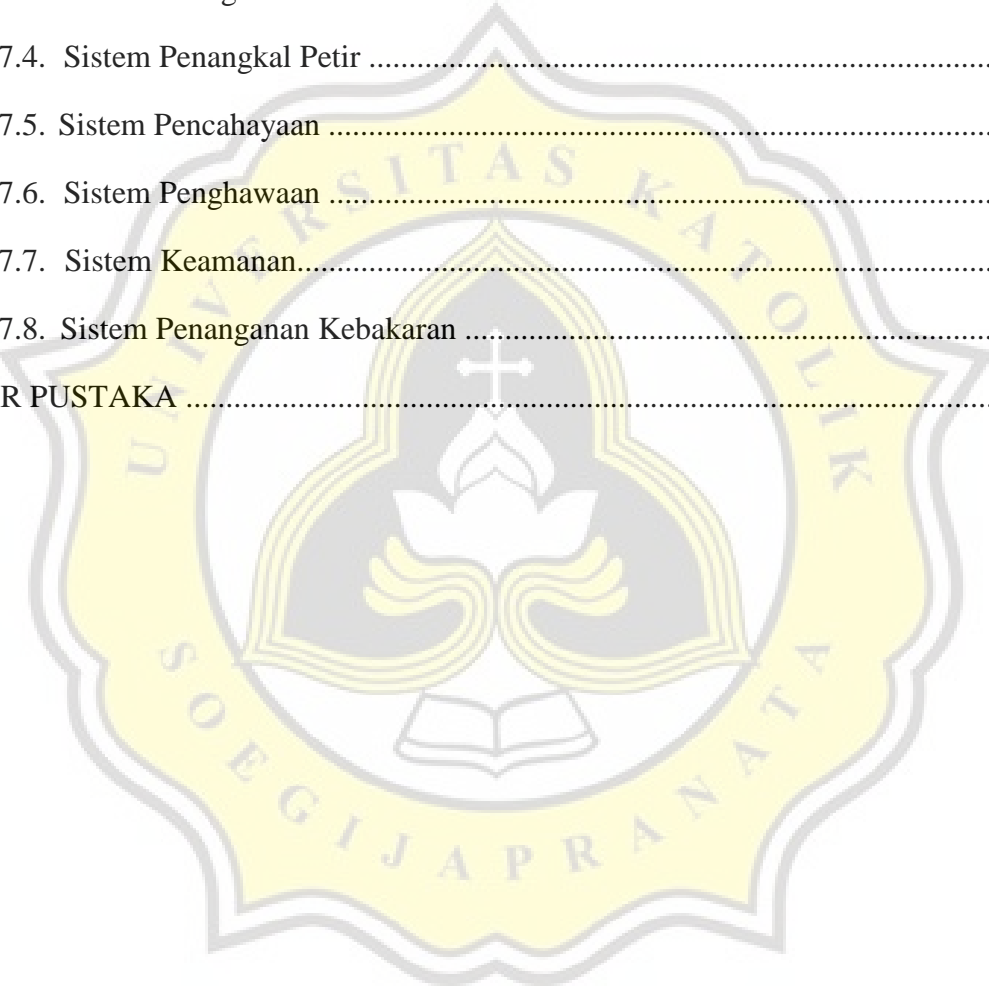 7.4. Sistem Penangkal Petir ........................................................................
7.5. Sistem Pencahayaan ........................................................................
7.6. Sistem Penghawaan ........................................................................
7.7. Sistem Keamanan........................................................................
7.8. Sistem Penanganan Kebakaran ........................................................................
R PUSTAKA ........................................................................
UNIVERSITAS KATOLIK
SOEGIJAPRANATA